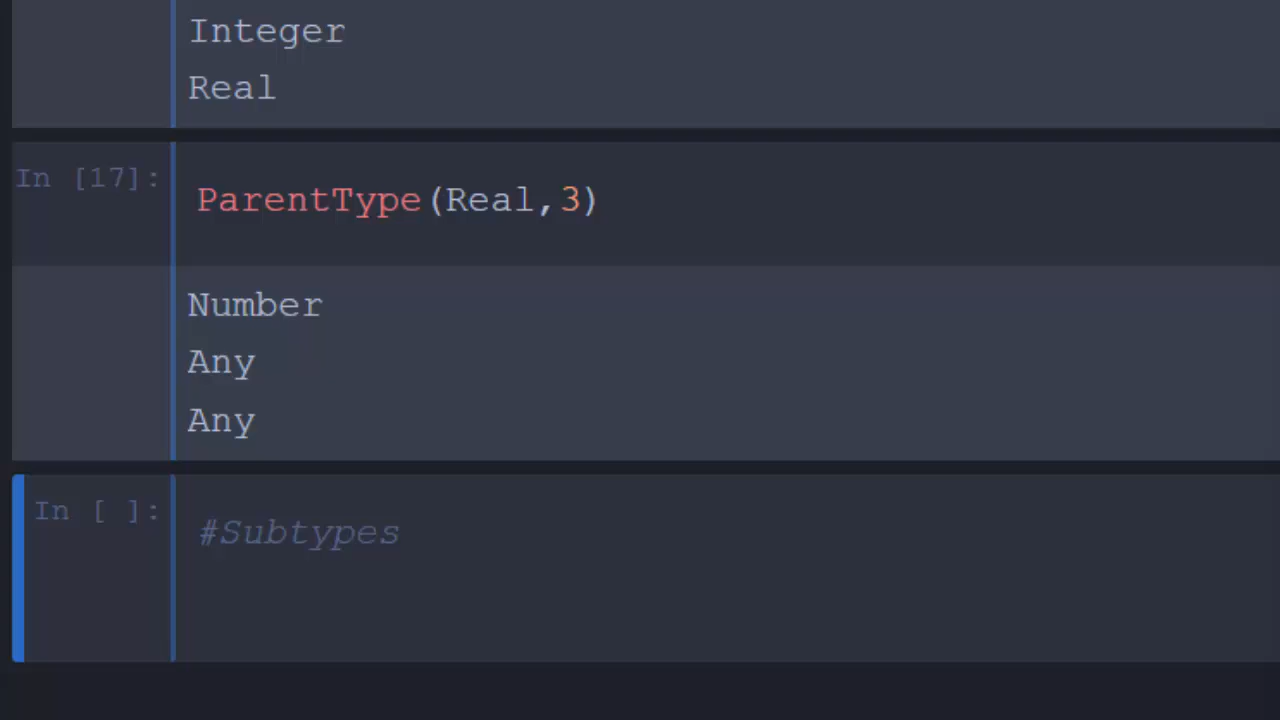 Integer
Real
In [17]:
ParentType(Real,3)
Number
Any
Any
In [ ]:
#Subtypes